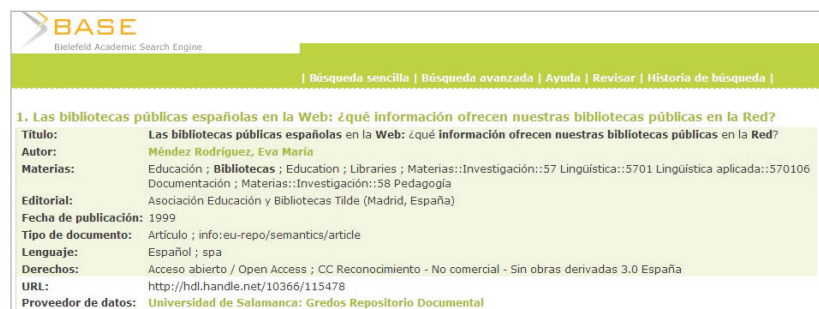 BASE
Bielefeld Academic Search Engine
| Búsqueda sencilla | Búsqueda avanzada | Ayuda | Revisar | Historia de búsqueda |
1. Las bibliotecas públicas españolas en la Web: ¿qué información ofrecen nuestras bibliotecas públicas en la Red?
Título: Las bibliotecas públicas españolas en la Web: ¿qué información ofrecen nuestras bibliotecas públicas en la Red?
Autor: Méndez Rodríguez, Eva María
Materias: Educación ; Bibliotecas ; Education ; Libraries ; Materias::Investigación::57 Lingüística::5701 Lingüística aplicada::570106
Documentación ; Materias::Investigación::58 Pedagogía
Editorial: Asociación Educación y Bibliotecas Tilde (Madrid, España)
Fecha de publicación: 1999
Tipo de documento: Artículo ; info:eu-repo/semantics/article
Lenguaje: Español ; spa
Derechos: Acceso abierto / Open Access ; CC Reconocimiento - No comercial - Sin obras derivadas 3.0 España
URL: http://hdl.handle.net/10366/115478
Proveedor de datos: Universidad de Salamanca: Gredos Repositorio Documental